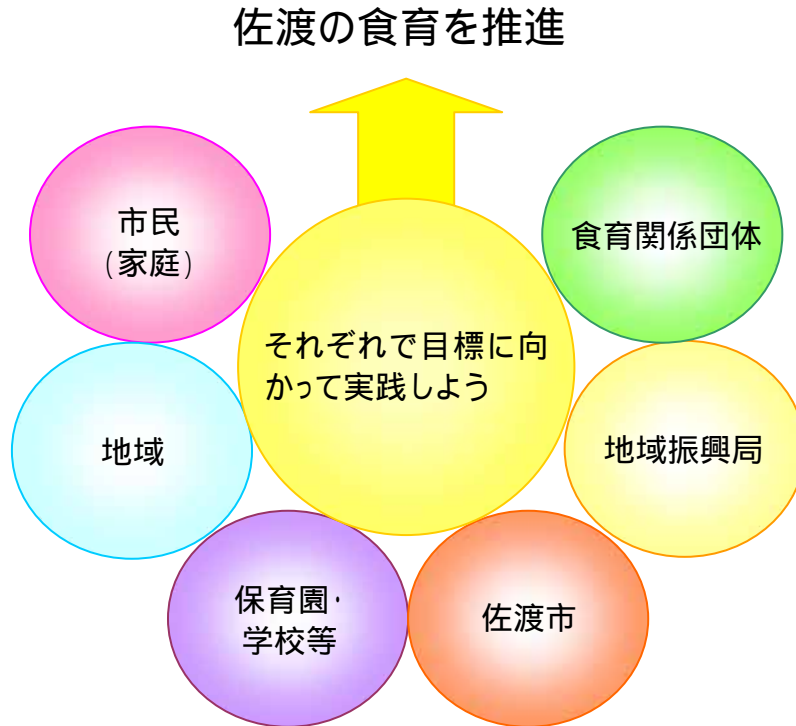 佐渡の食育を推進
市民
(家庭)
食育関係団体
それぞれで目標に向
かって実践しよう
地域
地域振興局
保育園・
学校等
佐渡市